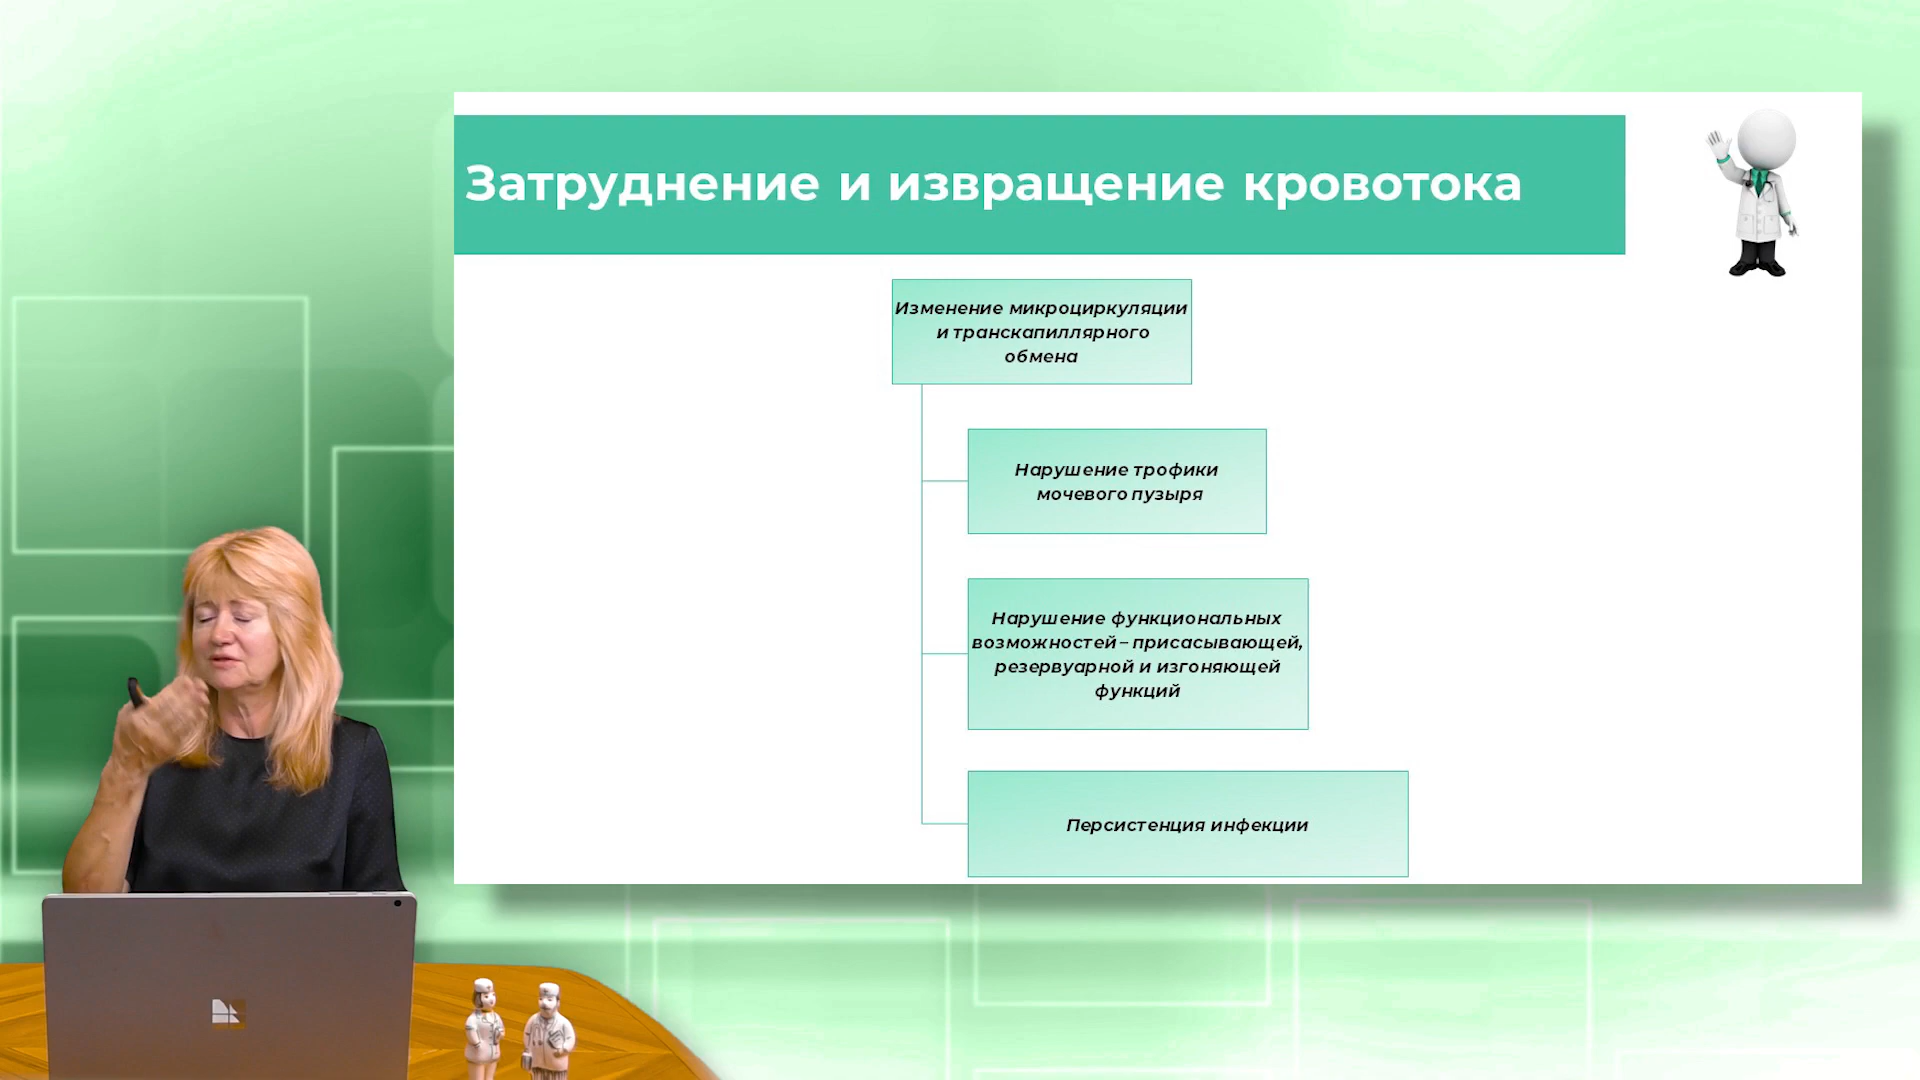 Затруднение и извращение кровотока
Изменение микроциркуляции
и транскапиллярного
обмена
Нарушение трофики
мочевого пузыря
Нарушение функциональных
возможностей – присасывающей,
резервуарной и изгоняющей
функций
Персистенция инфекции